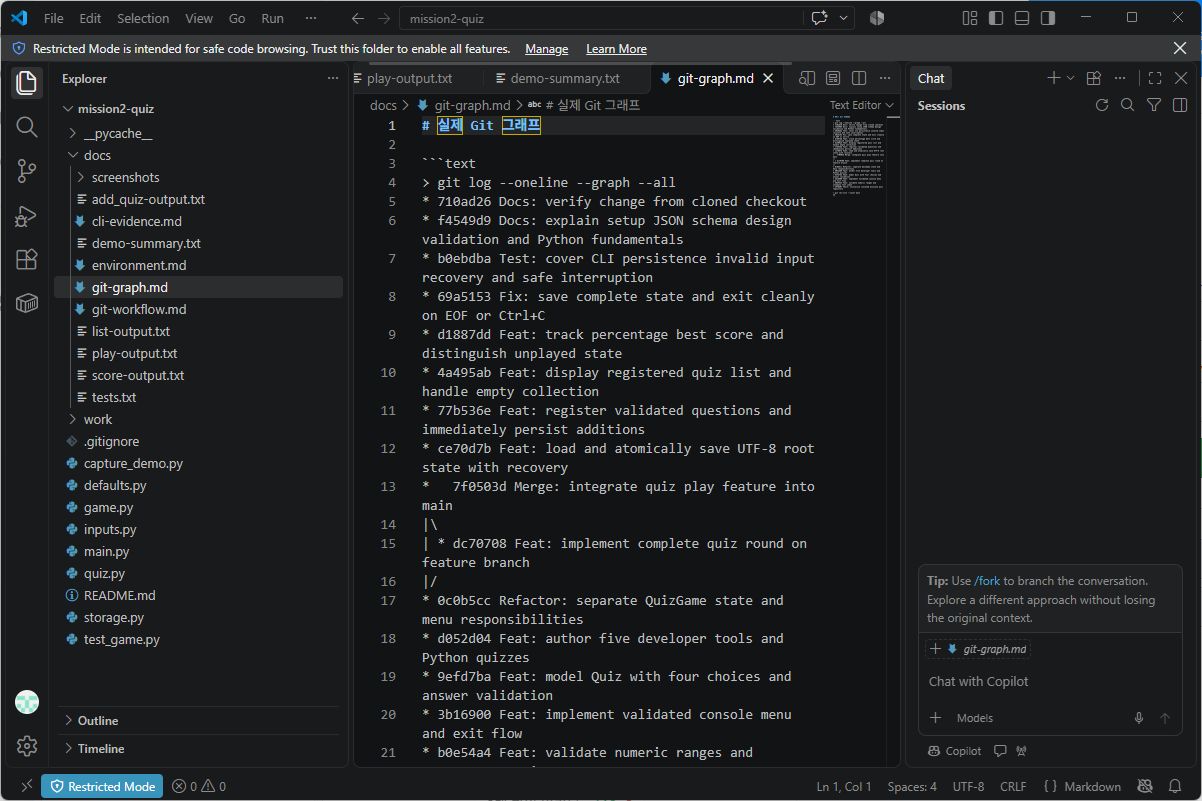 File Edit Selection View Go Run ··· mission2-quiz
Restricted Mode is intended for safe code browsing. Trust this folder to enable all features. Manage Learn More
Explorer ···
mission2-quiz
__pycache__
docs
screenshots
add_quiz-output.txt
cli-evidence.md
demo-summary.txt
environment.md
git-graph.md
git-workflow.md
list-output.txt
play-output.txt
score-output.txt
tests.txt
work
.gitignore
capture_demo.py
defaults.py
game.py
inputs.py
main.py
quiz.py
README.md
storage.py
test_game.py
Outline
Timeline
play-output.txt demo-summary.txt git-graph.md ···
docs > git-graph.md > abc # 실제 Git 그래프 Text Editor
1 # 실제 Git 그래프
2
3 ```text
4 > git log --oneline --graph --all
5 * 710ad26 Docs: verify change from cloned checkout
6 * f4549d9 Docs: explain setup JSON schema design
validation and Python fundamentals
7 * b0ebdba Test: cover CLI persistence invalid input
recovery and safe interruption
8 * 69a5153 Fix: save complete state and exit cleanly
on EOF or Ctrl+C
9 * d1887dd Feat: track percentage best score and
distinguish unplayed state
10 * 4a495ab Feat: display registered quiz list and
handle empty collection
11 * 77b536e Feat: register validated questions and
immediately persist additions
12 * ce70d7b Feat: load and atomically save UTF-8 root
state with recovery
13 *   7f0503d Merge: integrate quiz play feature into
main
14 |\
15 | * dc70708 Feat: implement complete quiz round on
feature branch
16 |/
17 * 0c0b5cc Refactor: separate QuizGame state and
menu responsibilities
18 * d052d04 Feat: author five developer tools and
Python quizzes
19 * 9efd7ba Feat: model Quiz with four choices and
answer validation
20 * 3b16900 Feat: implement validated console menu
and exit flow
21 * b0e54a4 Feat: validate numeric ranges and
Chat
Sessions
Tip: Use /fork to branch the conversation.
Explore a different approach without losing
the original context.
git-graph.md
Chat with Copilot
Models
Copilot
Restricted Mode 0 0 Ln 1, Col 1 Spaces: 4 UTF-8 CRLF { } Markdown